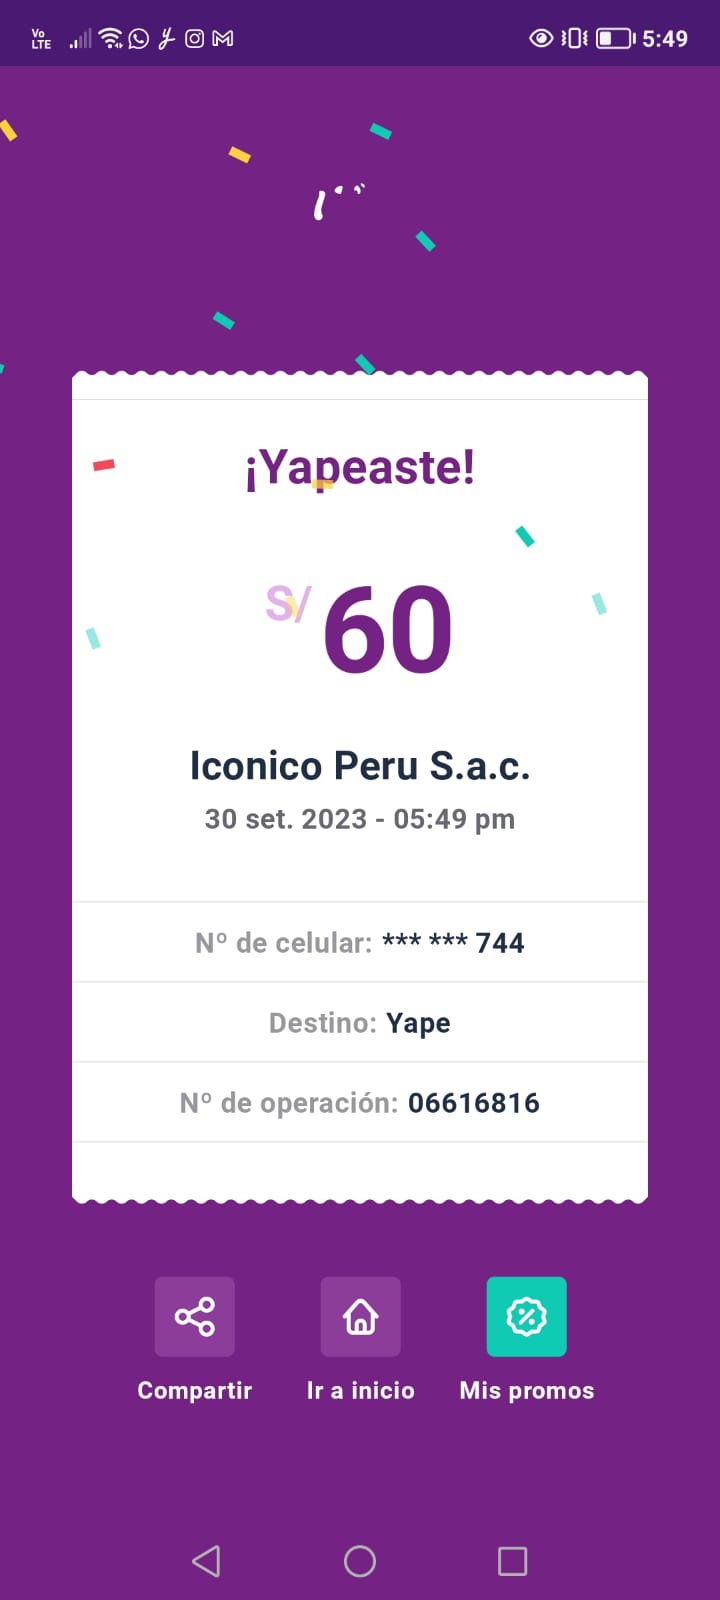 Vo
LTE
5:49
¡Yapeaste!
S/ 60
Iconico Peru S.a.c.
30 set. 2023 - 05:49 pm
Nº de celular: *** *** 744
Destino: Yape
Nº de operación: 06616816
Compartir
Ir a inicio
Mis promos